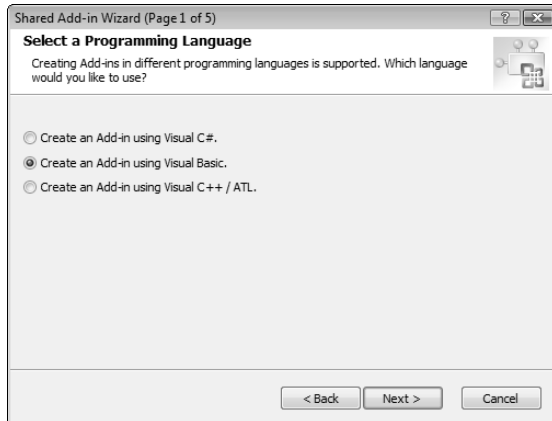 Shared Add-in Wizard (Page 1 of 5)
Select a Programming Language
Creating Add-ins in different programming languages is supported. Which language
would you like to use?
Create an Add-in using Visual C#.
Create an Add-in using Visual Basic.
Create an Add-in using Visual C++ / ATL.
< Back Next > Cancel